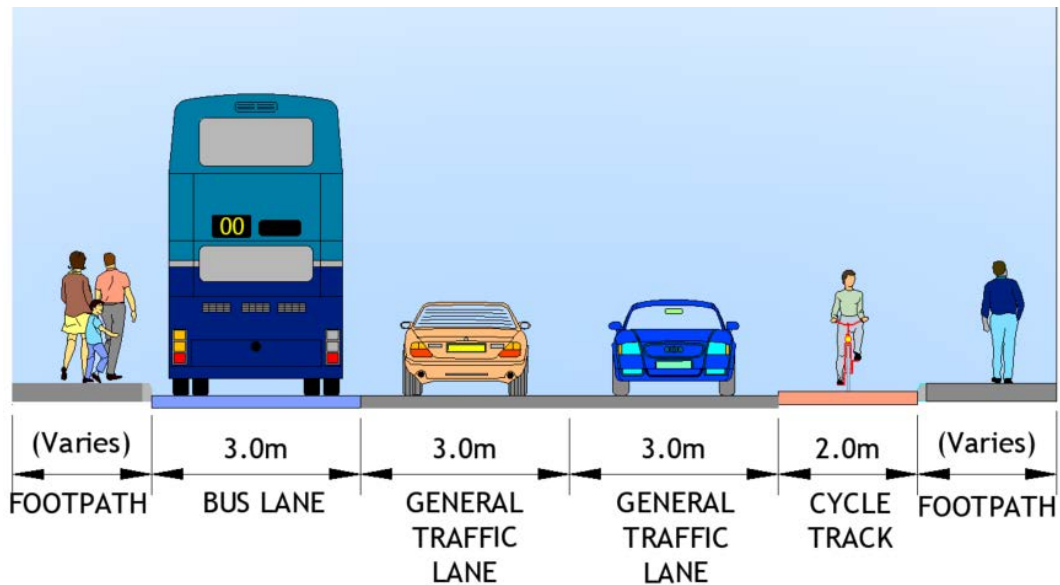 00
(Varies)
3.0m
3.0m
3.0m
2.0m
(Varies)
FOOTPATH
BUS LANE
GENERAL
TRAFFIC
LANE
GENERAL
TRAFFIC
LANE
CYCLE
TRACK
FOOTPATH